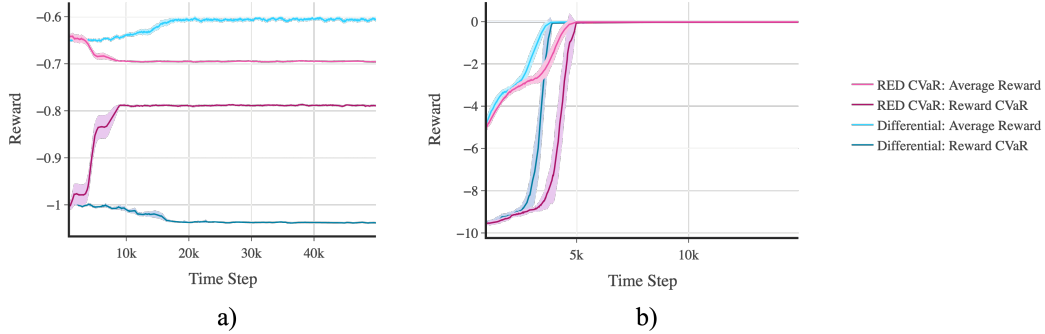 −0.6
−0.7
−0.8
−0.9
−1
Reward
10k 20k 30k 40k
Time Step
a)
0
−2
−4
−6
−8
−10
Reward
5k 10k
Time Step
b)
RED CVaR: Average Reward
RED CVaR: Reward CVaR
Differential: Average Reward
Differential: Reward CVaR